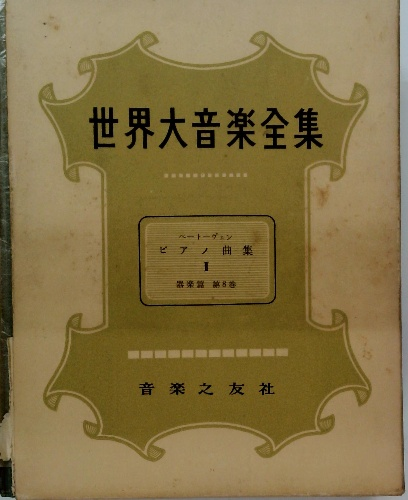 世界大音楽全集
ベートーヴェン
ピアノ曲集
I
器楽篇 第8巻
音楽之友社